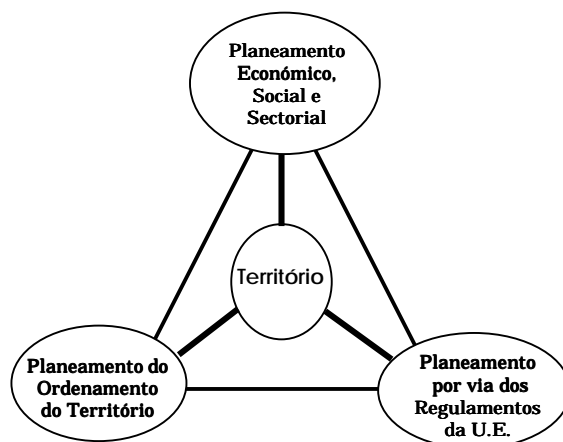 Planeamento
Económico,
Social e
Sectorial
Território
Planeamento do
Ordenamento
do Território
Planeamento
por via dos
Regulamentos
da U.E.